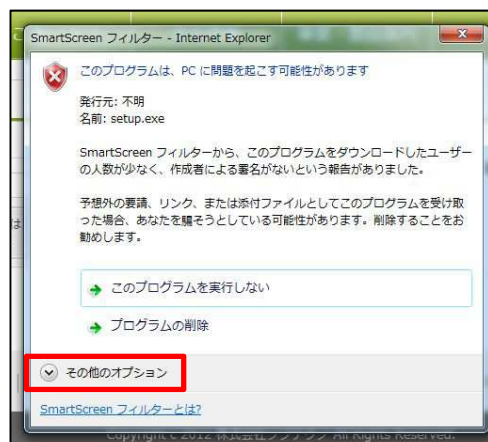 SmartScreen フィルター - Internet Explorer
このプログラムは、PC に問題を起こす可能性があります
発行元: 不明
名前: setup.exe
SmartScreen フィルターから、このプログラムをダウンロードしたユーザー
の人数が少なく、作成者による署名がないという報告がありました。
予想外の要請、リンク、または添付ファイルとしてこのプログラムを受け取
った場合、あなたを騙そうとしている可能性があります。削除することをお
勧めします。
このプログラムを実行しない
プログラムの削除
その他のオプション
SmartScreen フィルターとは?
Copyright c 2012 株式会社 All Rights Reserved.